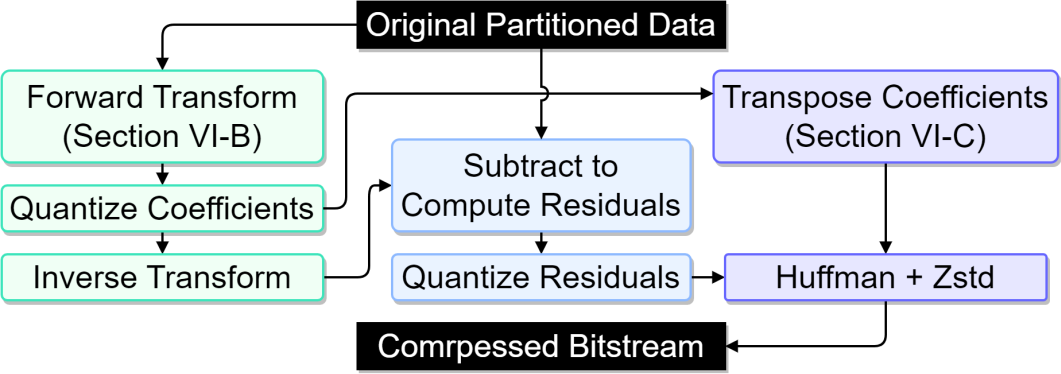 Original Partitioned Data
Forward Transform
(Section VI-B)
Transpose Coefficients
(Section VI-C)
Subtract to
Compute Residuals
Quantize Coefficients
Inverse Transform
Quantize Residuals
Huffman + Zstd
Comrpessed Bitstream